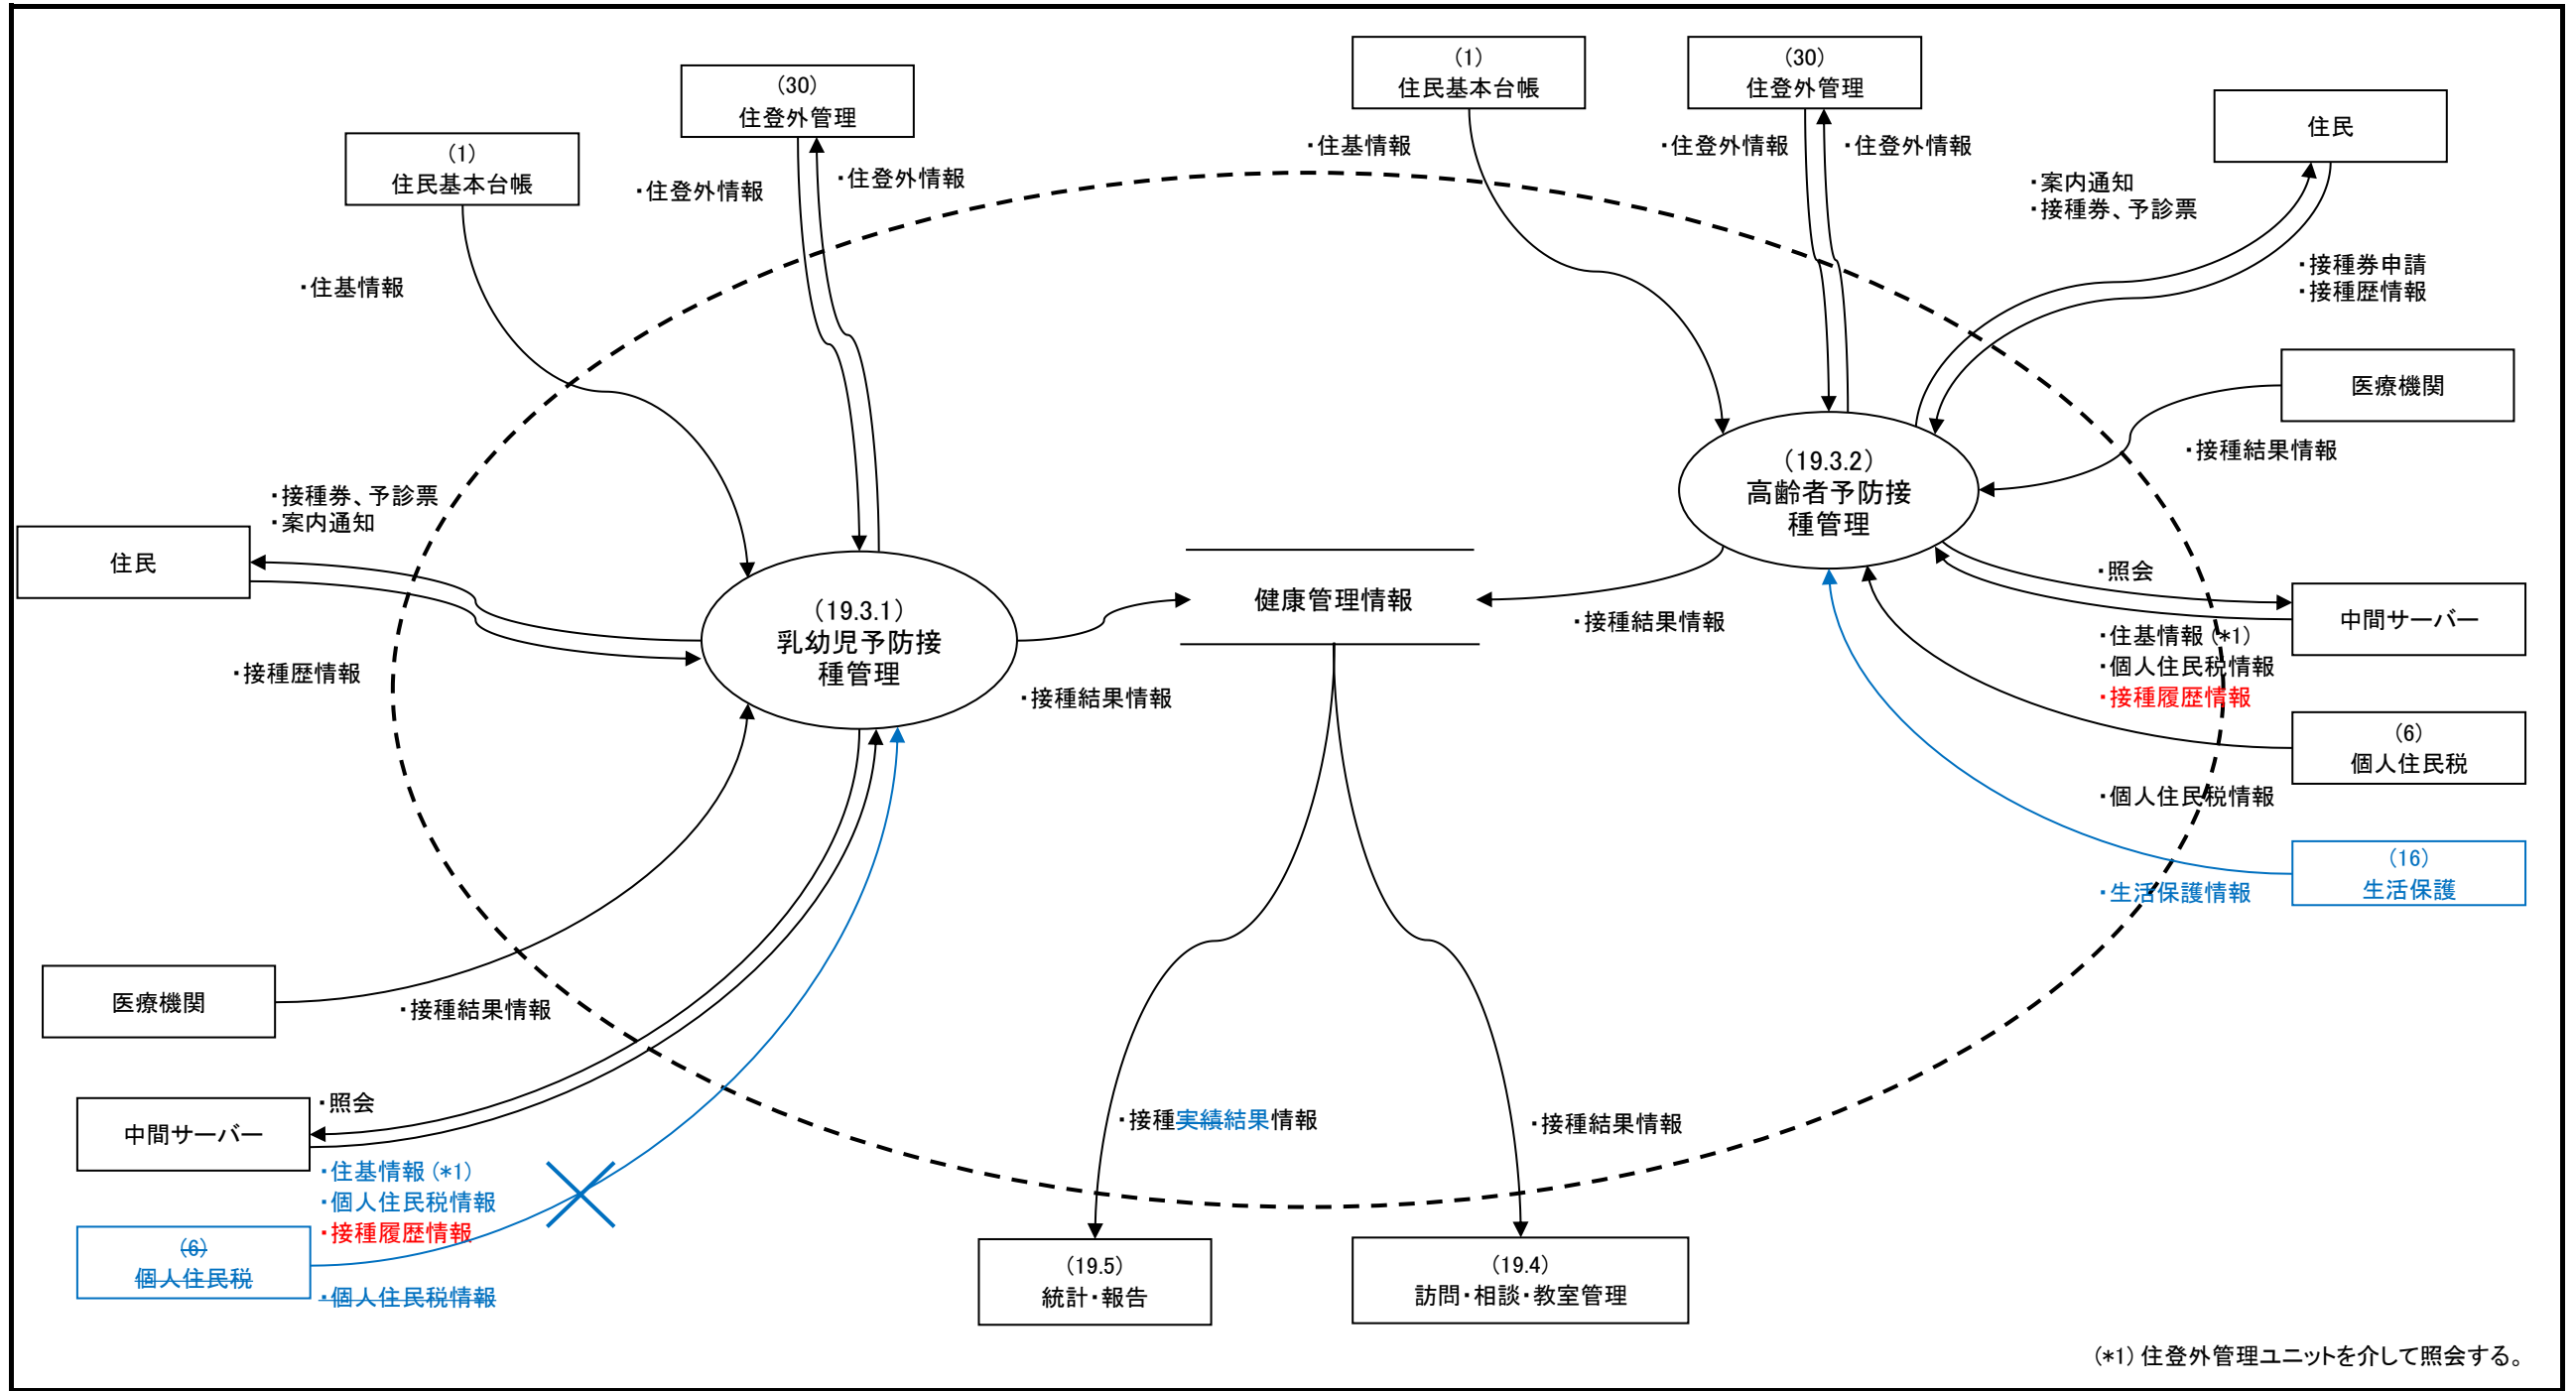 (1)
住民基本台帳
(30)
住登外管理
(1)
住民基本台帳
(30)
住登外管理
住民
・住基情報
・住登外情報
・住登外情報
・住基情報
・住登外情報
・住登外情報
・案内通知
・接種券、予診票
・接種券申請
・接種歴情報
医療機関
・接種結果情報
(19.3.2)
高齢者予防接
種管理
・接種券、予診票
・案内通知
住民
・接種歴情報
(19.3.1)
乳幼児予防接
種管理
・接種結果情報
健康管理情報
・接種結果情報
・照会
中間サーバー
・住基情報(*1)
・個人住民税情報
・接種履歴情報
(6)
個人住民税
・個人住民税情報
(16)
生活保護
・生活保護情報
医療機関
・接種結果情報
・照会
中間サーバー
・住基情報(*1)
・個人住民税情報
・接種履歴情報
(6)
個人住民税
・個人住民税情報
・接種実績結果情報
・接種結果情報
(19.5)
統計・報告
(19.4)
訪問・相談・教室管理
(*1)住登外管理ユニットを介して照会する。